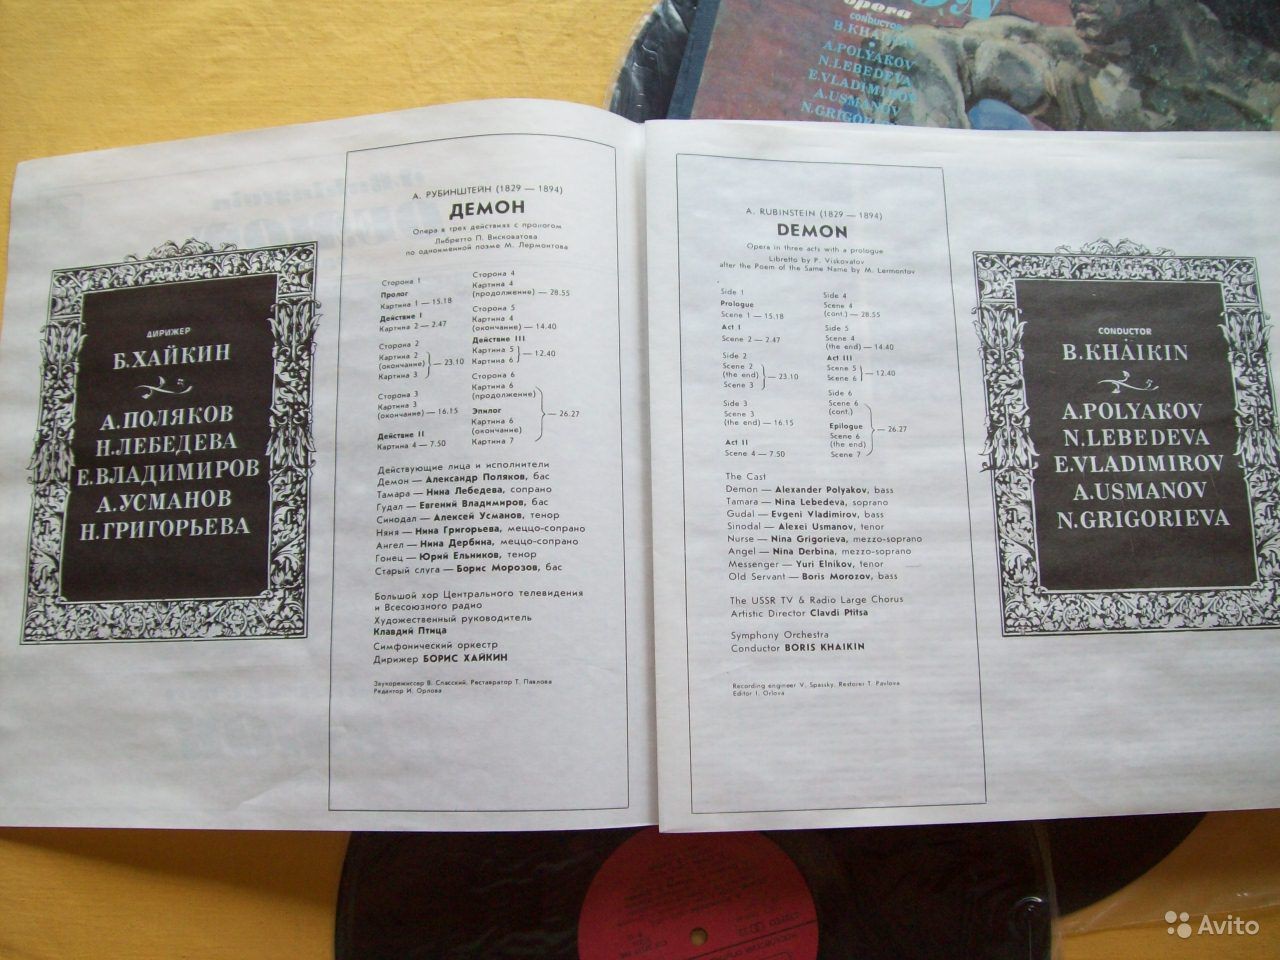 opera
CONDUCTOR
B.KHAIKIN
A.POLYAKOV
N.LEBEDEVA
E.VLADIMIROV
A.USMANOV
ДИРИЖЕР
Б.ХАЙКИН
А.ПОЛЯКОВ
Н.ЛЕБЕДЕВА
Е.ВЛАДИМИРОВ
А.УСМАНОВ
Н.ГРИГОРЬЕВА
А. РУБИНШТЕЙН (1829 — 1894)
ДЕМОН
Опера в трех действиях с прологом
Либретто П. Висковатова
по одноименной поэме М. Лермонтова
Сторона 1
Пролог
Картина 1 — 15.18
Действие I
Картина 2 — 2.47
Сторона 2
Картина 2
(окончание) — 23.10
Картина 3
Сторона 3
Картина 3
(окончание) — 16.15
Действие II
Картина 4 — 7.50
Сторона 4
Картина 4
(продолжение) — 28.55
Сторона 5
Картина 4
(окончание) — 14.40
Действие III
Картина 5 — 12.40
Картина 6
Сторона 6
Картина 6
(продолжение)
Эпилог — 26.27
Картина 6
(окончание)
Картина 7
Действующие лица и исполнители
Демон — Александр Поляков, бас
Тамара — Нина Лебедева, сопрано
Гудал — Евгений Владимиров, бас
Синодал — Алексей Усманов, тенор
Няня — Нина Григорьева, меццо-сопрано
Ангел — Нина Дербина, меццо-сопрано
Гонец — Юрий Ельников, тенор
Старый слуга — Борис Морозов, бас
Большой хор Центрального телевидения
и Всесоюзного радио
Художественный руководитель
Клавдий Птица
Симфонический оркестр
Дирижер БОРИС ХАЙКИН
Звукорежиссер В. Спасский, Реставратор Т. Павлова
Редактор И. Орлова
A. RUBINSTEIN (1829 — 1894)
DEMON
Opera in three acts with a prologue
Libretto by P. Viskovatov
after the Poem of the Same Name by M. Lermontov
Side 1
Prologue
Scene 1 — 15.18
Act I
Scene 2 — 2.47
Side 2
Scene 2
(the end) — 23.10
Scene 3
Side 3
Scene 3
(the end) — 16.15
Act II
Scene 4 — 7.50
Side 4
Scene 4
(cont.) — 28.55
Side 5
Scene 4
(the end) — 14.40
Act III
Scene 5 — 12.40
Scene 6
Side 6
Scene 6
(cont.)
Epilogue — 26.27
Scene 6
(the end)
Scene 7
The Cast
Demon — Alexander Polyakov, bass
Tamara — Nina Lebedeva, soprano
Gudal — Evgeni Vladimirov, bass
Sinodal — Alexei Usmanov, tenor
Nurse — Nina Grigorieva, mezzo-soprano
Angel — Nina Derbina, mezzo-soprano
Messenger — Yuri Elnikov, tenor
Old Servant — Boris Morozov, bass
The USSR TV & Radio Large Chorus
Artistic Director Clavdi Ptitsa
Symphony Orchestra
Conductor BORIS KHAIKIN
Recording engineer V. Spassky, Restorer T. Pavlova
Editor I. Orlova
CONDUCTOR
B.KHAIKIN
A.POLYAKOV
N.LEBEDEVA
E.VLADIMIROV
A.USMANOV
N.GRIGORIEVA
Avito